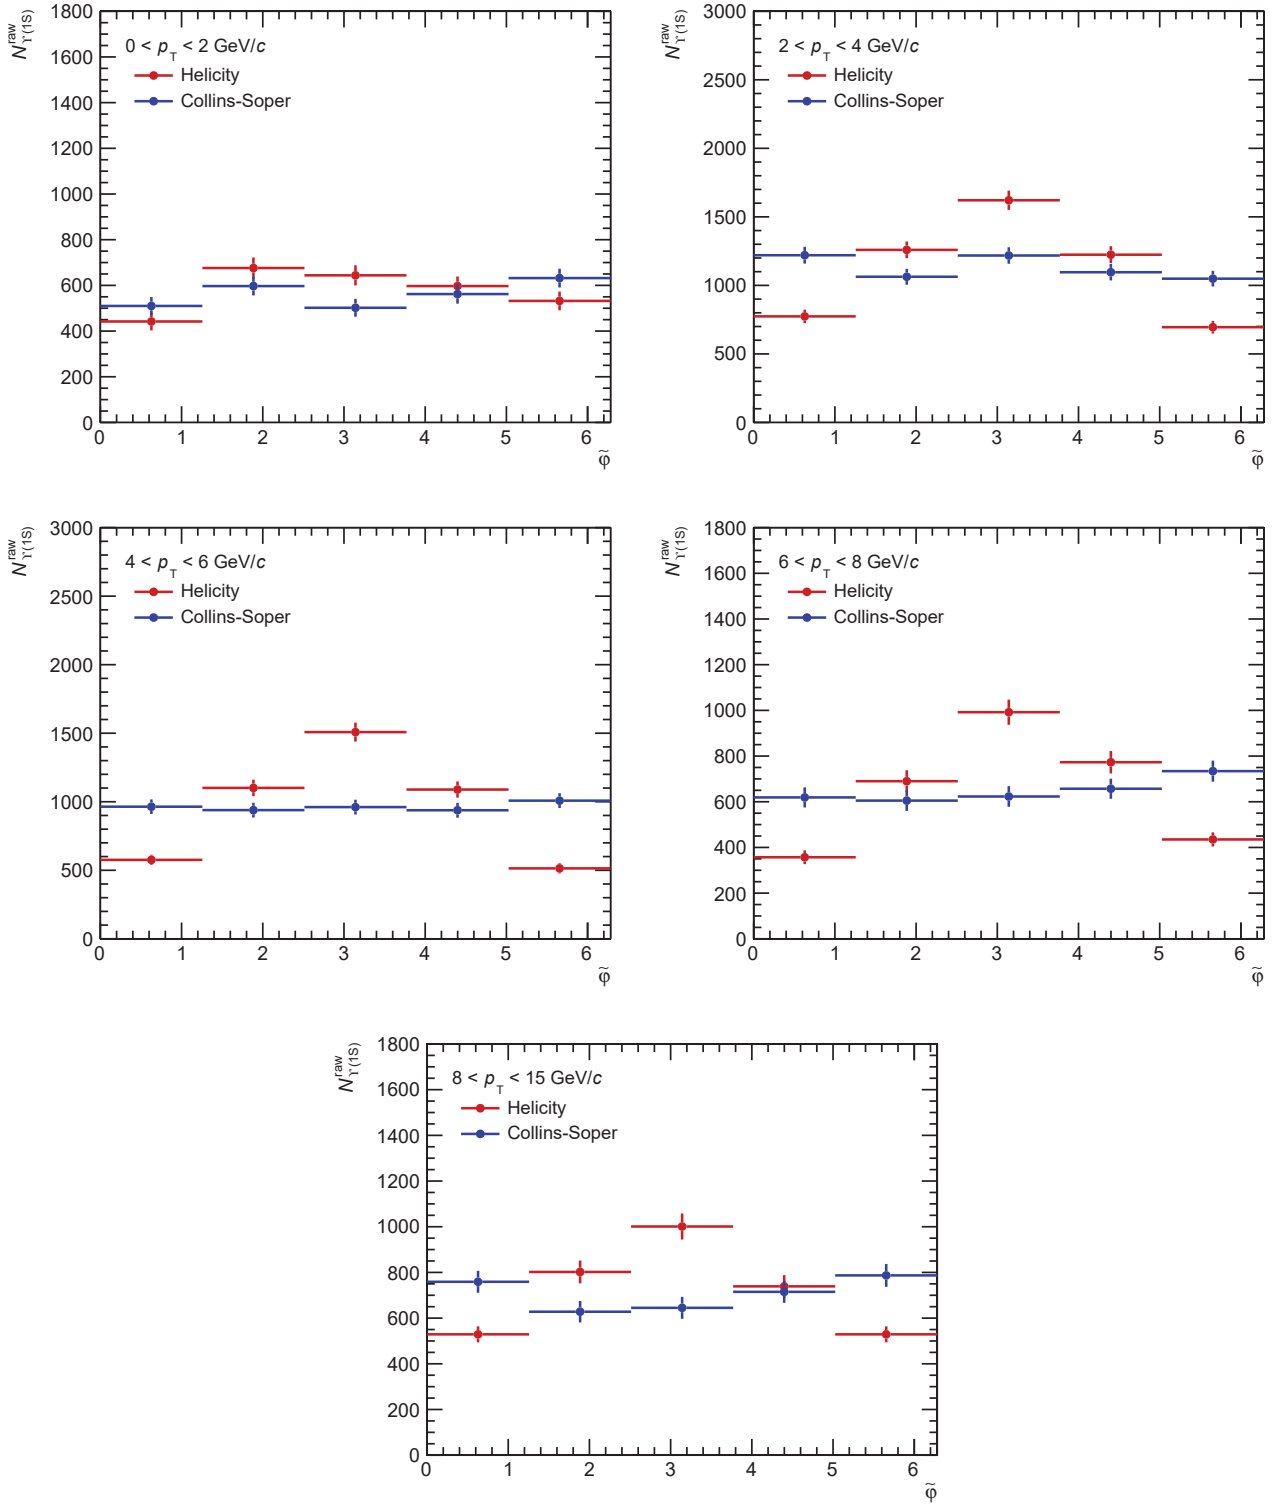 N^raw_ϒ(1S)
0 < p_T < 2 GeV/c
Helicity
Collins-Soper
1800
1600
1400
1200
1000
800
600
400
200
0
0 1 2 3 4 5 6
φ̃
N^raw_ϒ(1S)
2 < p_T < 4 GeV/c
Helicity
Collins-Soper
3000
2500
2000
1500
1000
500
0
0 1 2 3 4 5 6
φ̃
N^raw_ϒ(1S)
4 < p_T < 6 GeV/c
Helicity
Collins-Soper
3000
2500
2000
1500
1000
500
0
0 1 2 3 4 5 6
φ̃
N^raw_ϒ(1S)
6 < p_T < 8 GeV/c
Helicity
Collins-Soper
1800
1600
1400
1200
1000
800
600
400
200
0
0 1 2 3 4 5 6
φ̃
N^raw_ϒ(1S)
8 < p_T < 15 GeV/c
Helicity
Collins-Soper
1800
1600
1400
1200
1000
800
600
400
200
0
0 1 2 3 4 5 6
φ̃